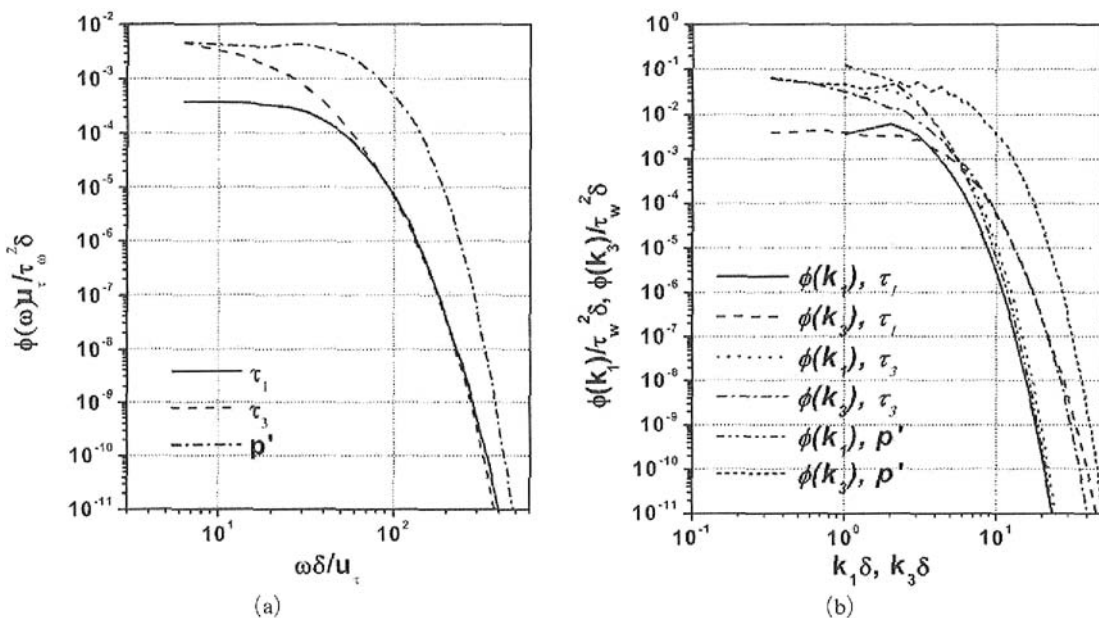 10^-2
10^-3
10^-4
10^-5
10^-6
10^-7
10^-8
10^-9
10^-10
10^-11
ϕ(ω)μ_τ/τ_ω^2δ
τ_1
τ_3
p'
10^1
10^2
ωδ/u_τ
(a)
10^0
10^-1
10^-2
10^-3
10^-4
10^-5
10^-6
10^-7
10^-8
10^-9
10^-10
10^-11
ϕ(k_1)/τ_w^2δ, ϕ(k_3)/τ_w^2δ
ϕ(k_1), τ_1
ϕ(k_3), τ_1
ϕ(k_1), τ_3
ϕ(k_3), τ_3
ϕ(k_1), p'
ϕ(k_3), p'
10^-1
10^0
10^1
k_1δ, k_3δ
(b)